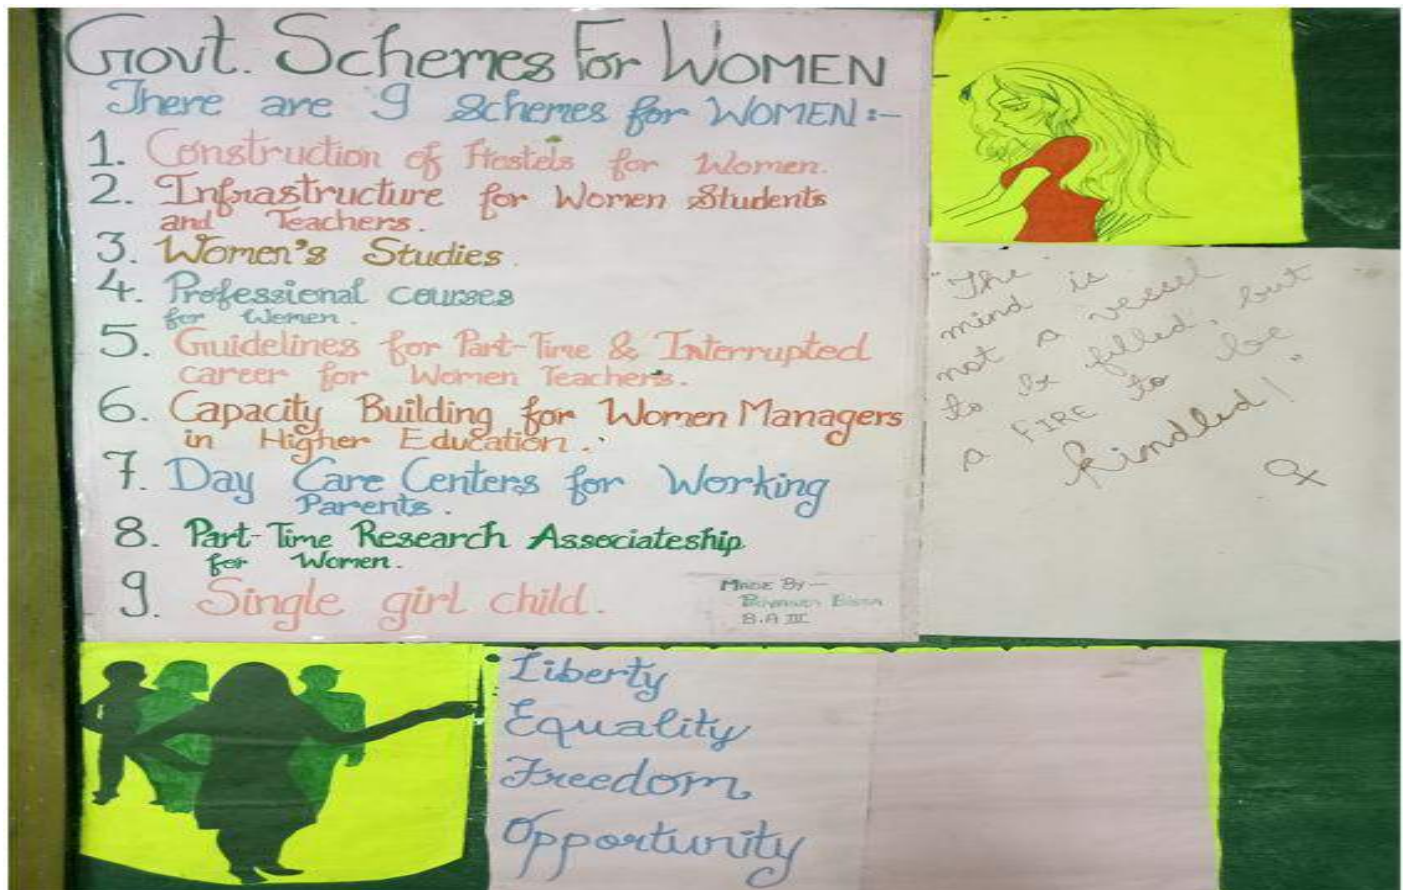 Govt. Schemes For WOMEN
There are 9 Schemes for WOMEN:-
1. Construction of Hostels for Women.
2. Infrastructure for Women Students
and Teachers.
3. Women's Studies.
4. Professional courses
for Women.
5. Guidelines for Part-Time & Interrupted
career for Women Teachers.
6. Capacity Building for Women Managers
in Higher Education.
7. Day Care Centers for Working
Parents.
8. Part-Time Research Associateship
for Women.
9. Single girl child.
MADE BY—
B.A III
"The
mind is
not a vessel
to be filled, but
a FIRE to be
kindled!"
Liberty
Equality
Freedom
Opportunity